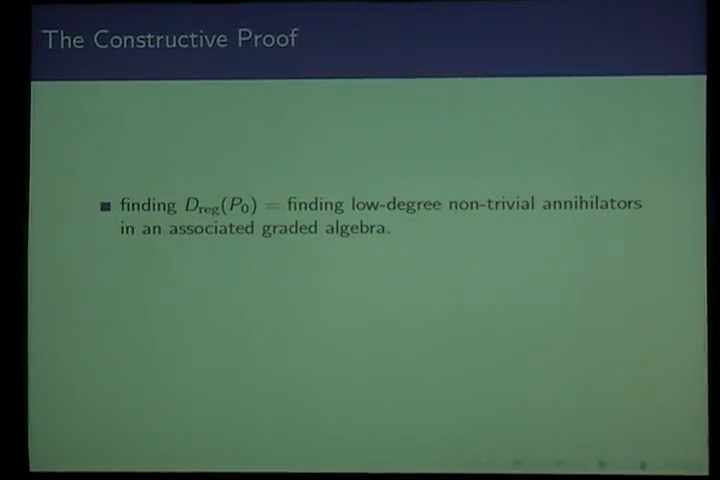 The Constructive Proof
finding D_reg(P_0) = finding low-degree non-trivial annihilators
in an associated graded algebra.